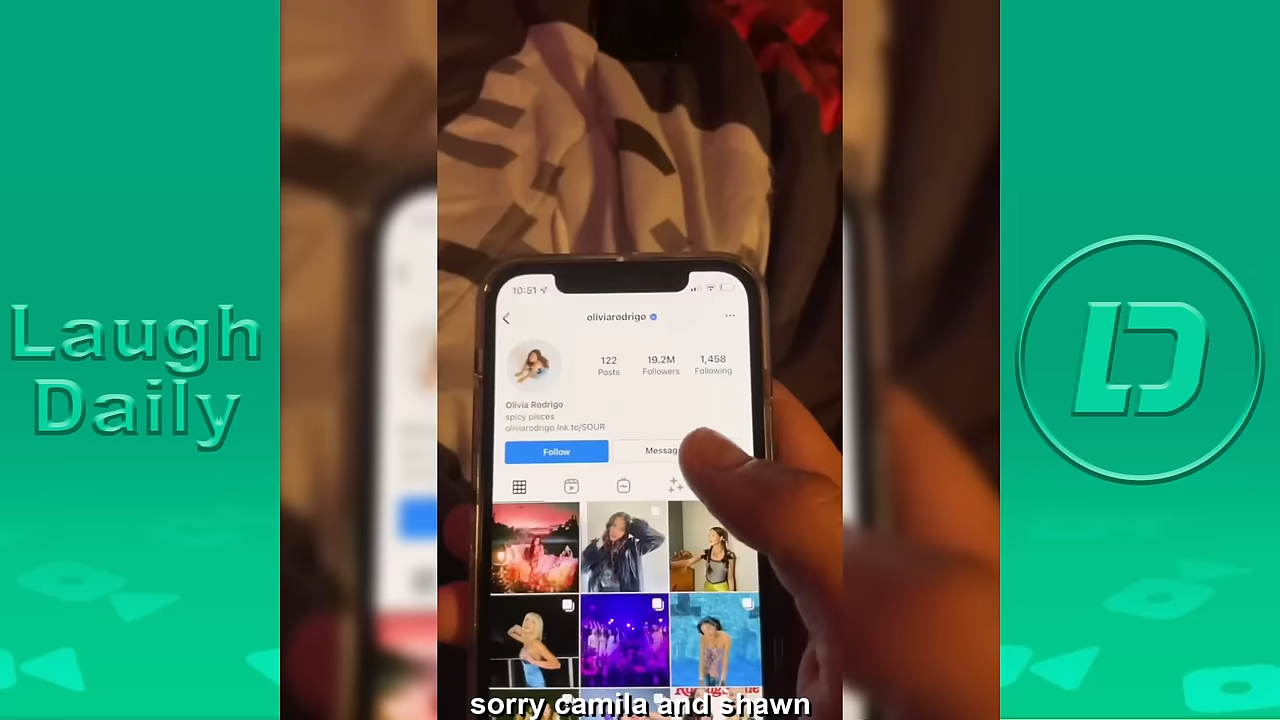 Laugh
Daily
LD
10:51
oliviarodrigo
122
19.2M
1,458
Posts
Followers
Following
Olivia Rodrigo
spicy pisces
oliviarodrigo.lnk.to/SOUR
Follow
sorry camila and shawn